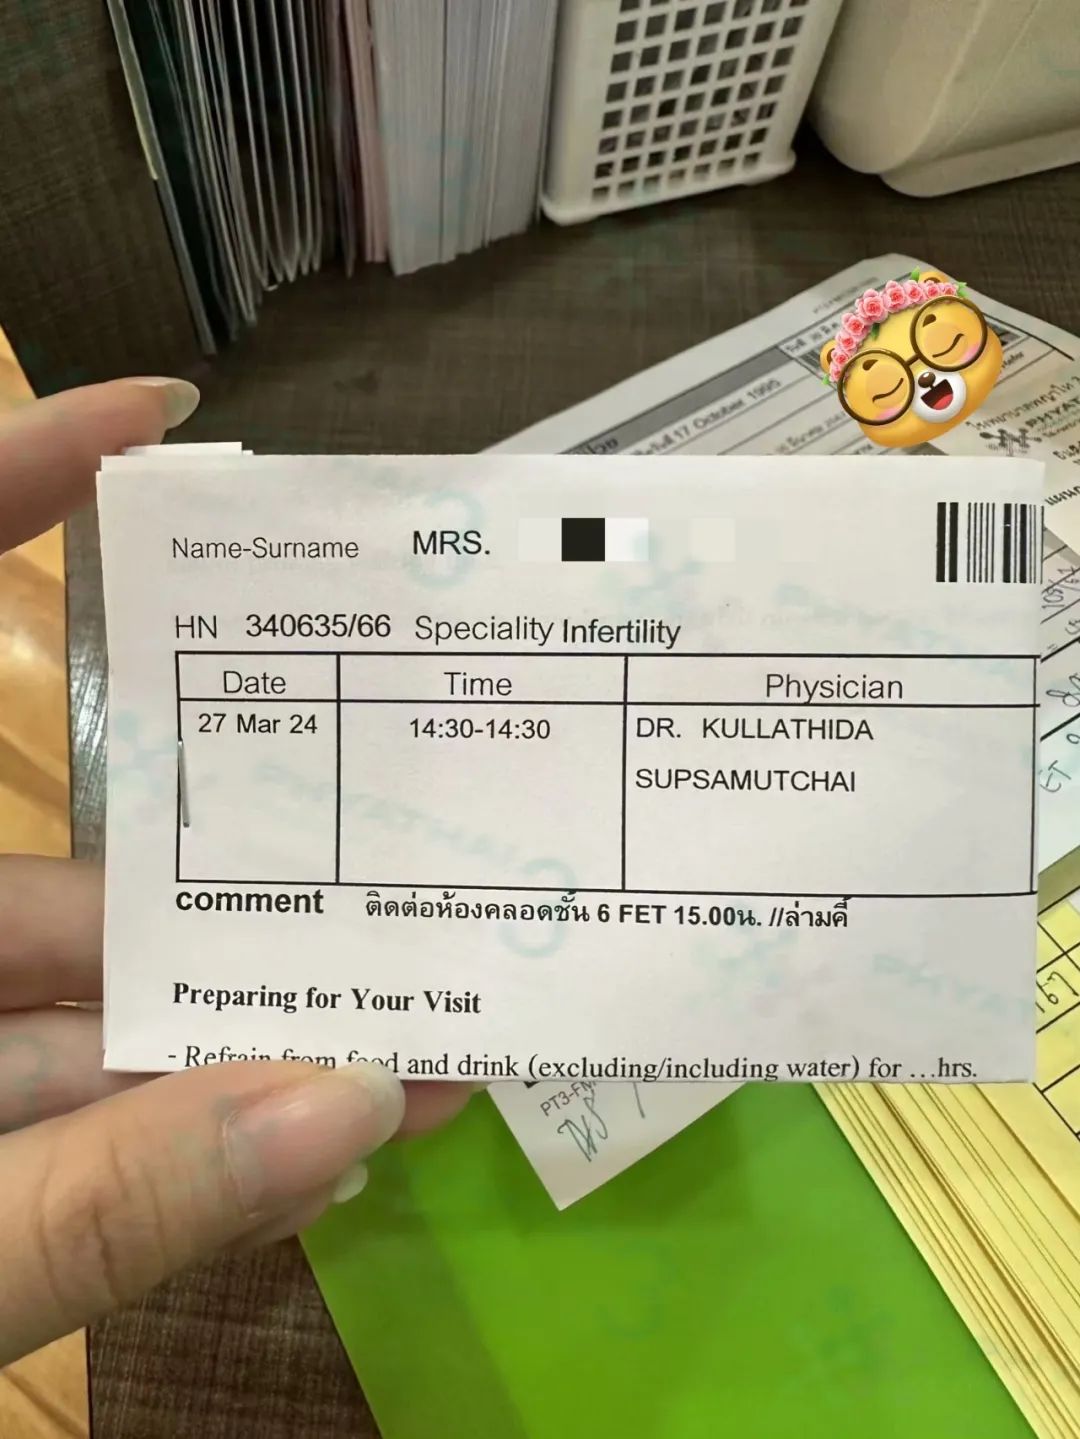 17 October 1995
Name-Surname MRS.
HN 340635/66 Speciality Infertility
Date Time Physician
27 Mar 24 14:30-14:30 DR. KULLATHIDA
SUPSAMUTCHAI
comment ติดต่อห้องคลอดชั้น 6 FET 15.00น. //ล่ามคี้
Preparing for Your Visit
- Refrain from food and drink (excluding/including water) for ...hrs.
ET